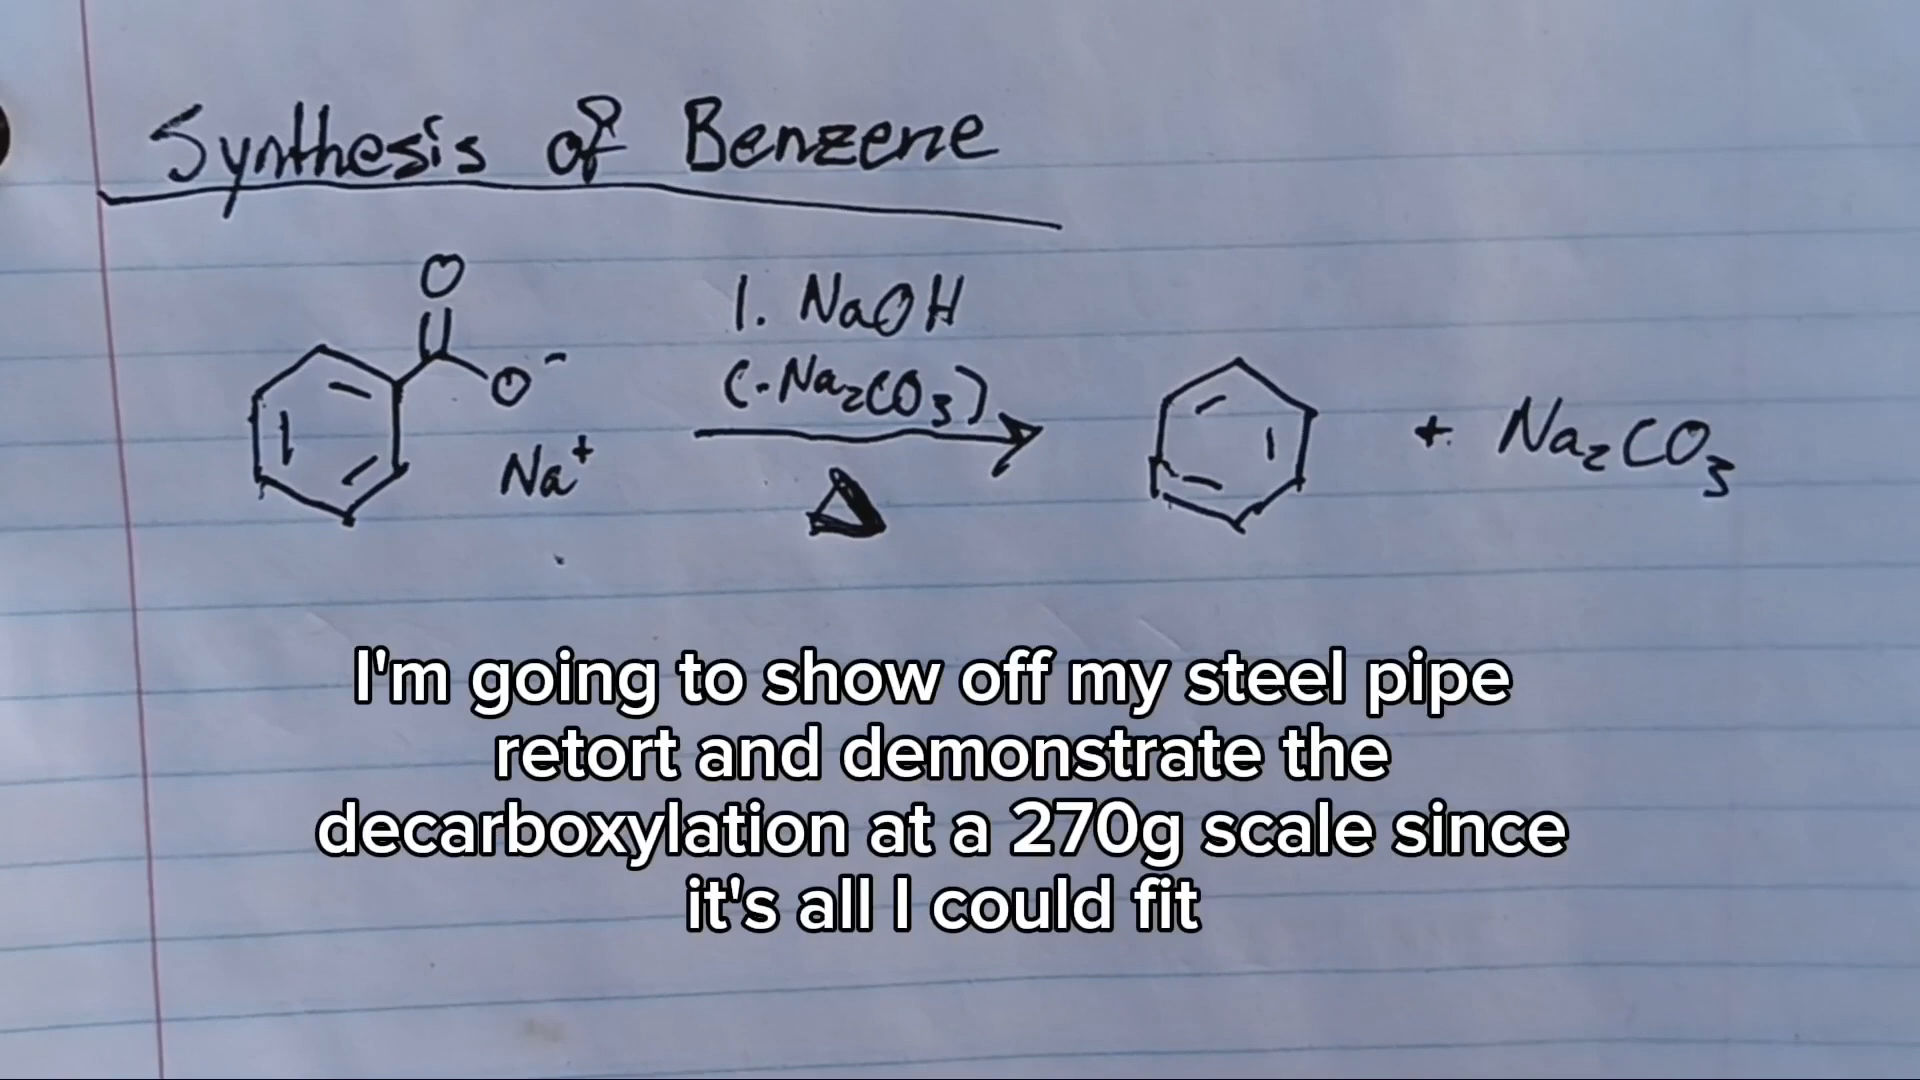 Synthesis of Benzene
O
O⁻
Na⁺
1. NaOH
(-Na₂CO₃)
Δ
+ Na₂CO₃
I'm going to show off my steel pipe
retort and demonstrate the
decarboxylation at a 270g scale since
it's all I could fit